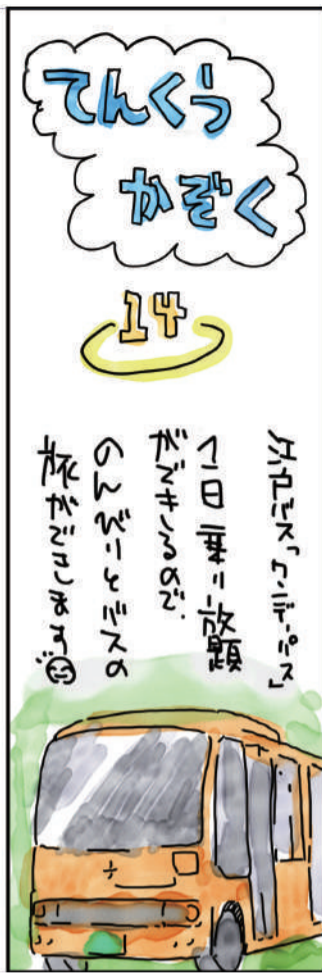 てんくう
かぞく
14
江戸バス「ワンデーパス」
1日乗り放題
ができるので、
のんびりとバスの
旅ができます